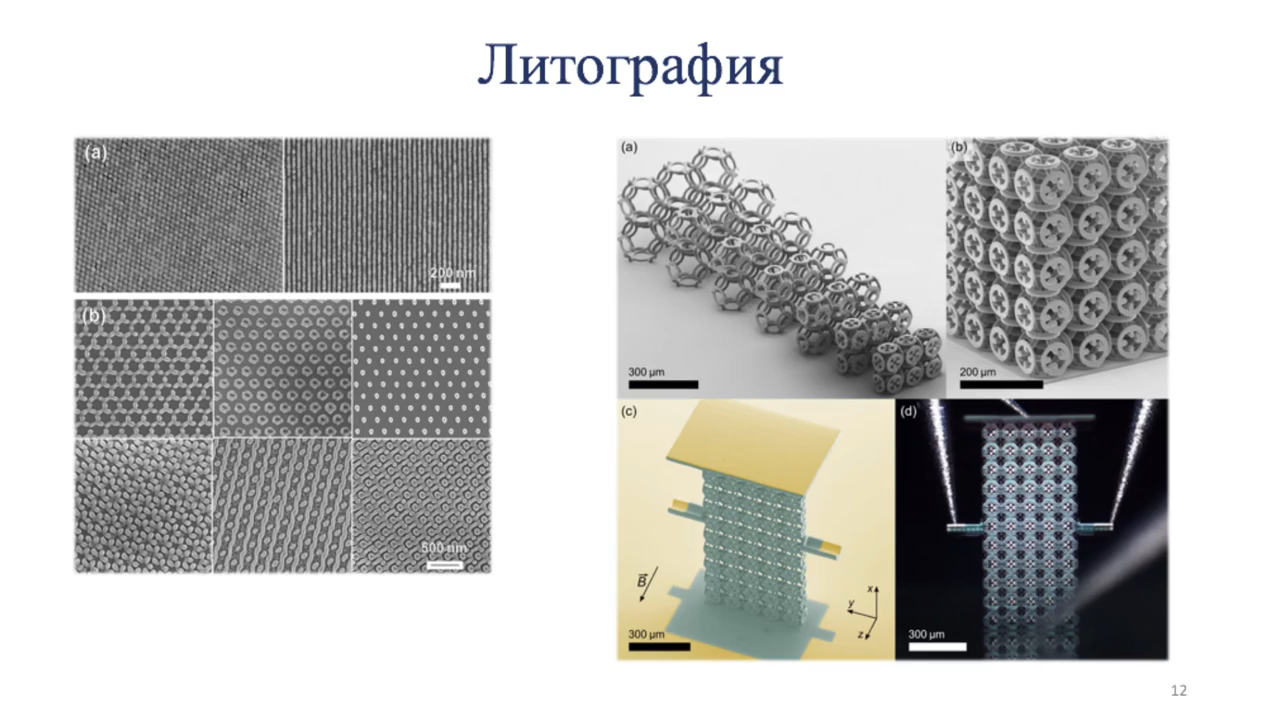 Литография
(a)
200 nm
(b)
500 nm
(a)
300 µm
(b)
200 µm
(c)
B
x
y
z
300 µm
(d)
300 µm
12